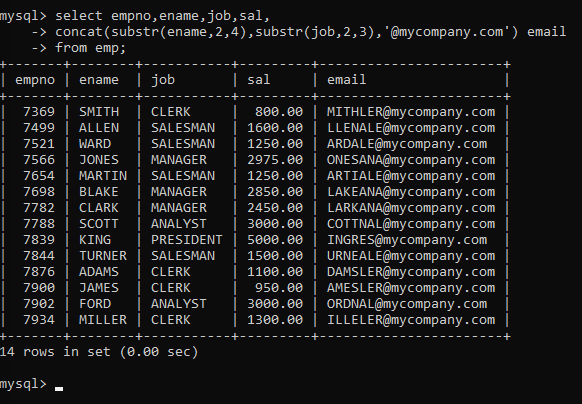 mysql> select empno,ename,job,sal,
    -> concat(substr(ename,2,4),substr(job,2,3),'@mycompany.com') email
    -> from emp;
+-------+--------+-----------+---------+-----------------------+
| empno | ename  | job       | sal     | email                 |
+-------+--------+-----------+---------+-----------------------+
|  7369 | SMITH  | CLERK     |  800.00 | MITHLER@mycompany.com |
|  7499 | ALLEN  | SALESMAN  | 1600.00 | LLENALE@mycompany.com |
|  7521 | WARD   | SALESMAN  | 1250.00 | ARDALE@mycompany.com  |
|  7566 | JONES  | MANAGER   | 2975.00 | ONESANA@mycompany.com |
|  7654 | MARTIN | SALESMAN  | 1250.00 | ARTIALE@mycompany.com |
|  7698 | BLAKE  | MANAGER   | 2850.00 | LAKEANA@mycompany.com |
|  7782 | CLARK  | MANAGER   | 2450.00 | LARKANA@mycompany.com |
|  7788 | SCOTT  | ANALYST   | 3000.00 | COTTNAL@mycompany.com |
|  7839 | KING   | PRESIDENT | 5000.00 | INGRES@mycompany.com  |
|  7844 | TURNER | SALESMAN  | 1500.00 | URNEALE@mycompany.com |
|  7876 | ADAMS  | CLERK     | 1100.00 | DAMSLER@mycompany.com |
|  7900 | JAMES  | CLERK     |  950.00 | AMESLER@mycompany.com |
|  7902 | FORD   | ANALYST   | 3000.00 | ORDNAL@mycompany.com  |
|  7934 | MILLER | CLERK     | 1300.00 | ILLELER@mycompany.com |
+-------+--------+-----------+---------+-----------------------+
14 rows in set (0.00 sec)
mysql>